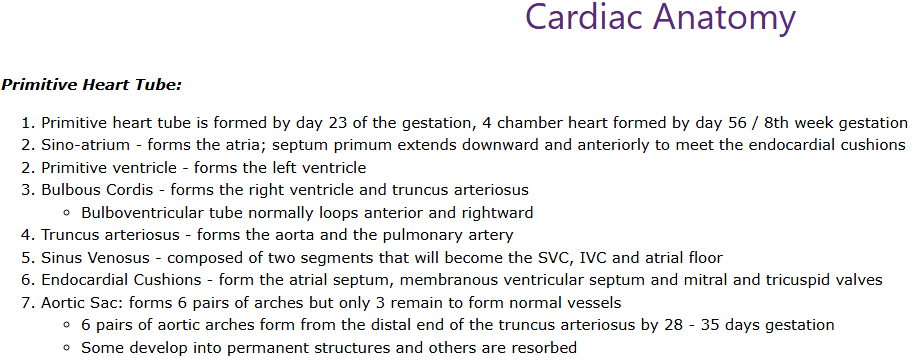 Cardiac Anatomy
Primitive Heart Tube:
1. Primitive heart tube is formed by day 23 of the gestation, 4 chamber heart formed by day 56 / 8th week gestation
2. Sino-atrium - forms the atria; septum primum extends downward and anteriorly to meet the endocardial cushions
2. Primitive ventricle - forms the left ventricle
3. Bulbous Cordis - forms the right ventricle and truncus arteriosus
◦ Bulboventricular tube normally loops anterior and rightward
4. Truncus arteriosus - forms the aorta and the pulmonary artery
5. Sinus Venosus - composed of two segments that will become the SVC, IVC and atrial floor
6. Endocardial Cushions - form the atrial septum, membranous ventricular septum and mitral and tricuspid valves
7. Aortic Sac: forms 6 pairs of arches but only 3 remain to form normal vessels
◦ 6 pairs of aortic arches form from the distal end of the truncus arteriosus by 28 - 35 days gestation
◦ Some develop into permanent structures and others are resorbed